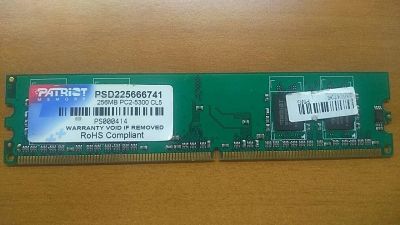 PATRIOT
MEMORY
PSD225666741
256MB PC2-5300 CL5
WARRANTY VOID IF REMOVED
PS000414
RoHS Compliant